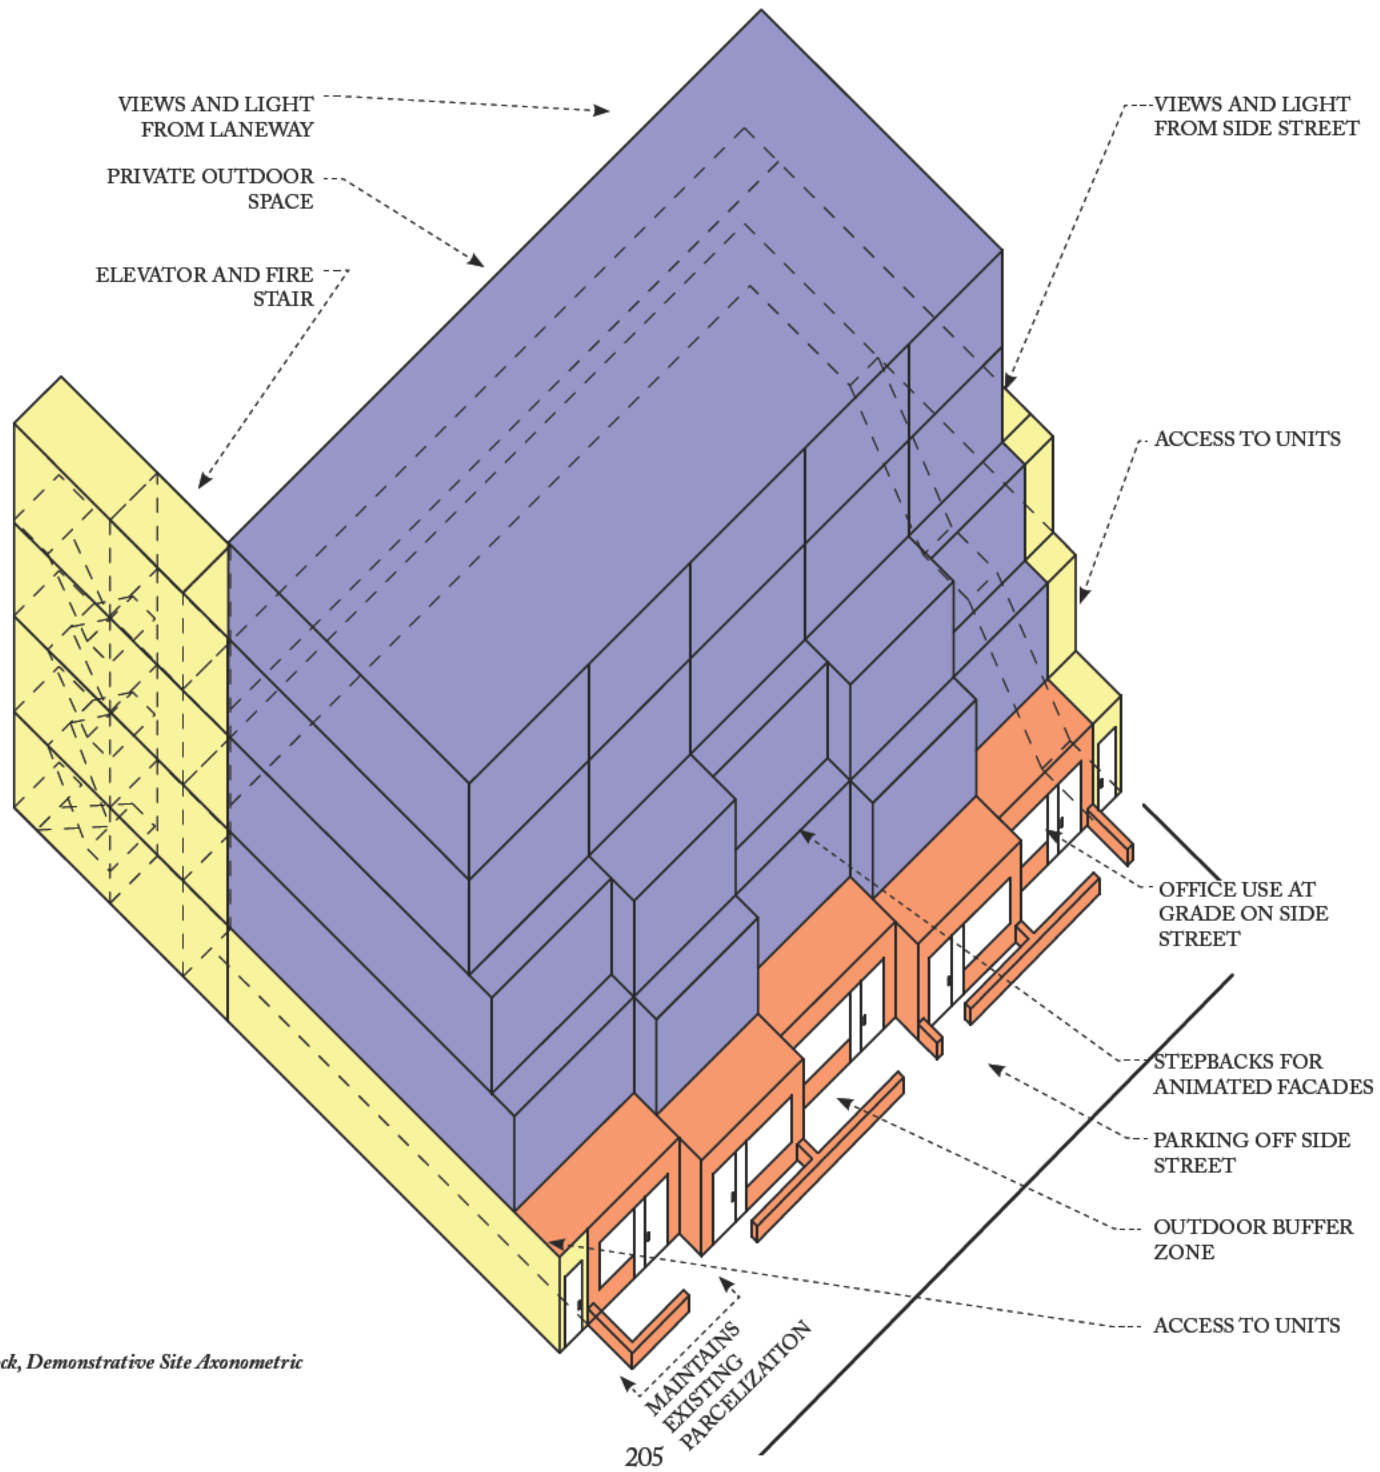 VIEWS AND LIGHT
FROM LANEWAY
PRIVATE OUTDOOR
SPACE
ELEVATOR AND FIRE
STAIR
VIEWS AND LIGHT
FROM SIDE STREET
ACCESS TO UNITS
OFFICE USE AT
GRADE ON SIDE
STREET
STEPBACKS FOR
ANIMATED FACADES
PARKING OFF SIDE
STREET
OUTDOOR BUFFER
ZONE
ACCESS TO UNITS
MAINTAINS
EXISTING
PARCELIZATION
ck, Demonstrative Site Axonometric
205